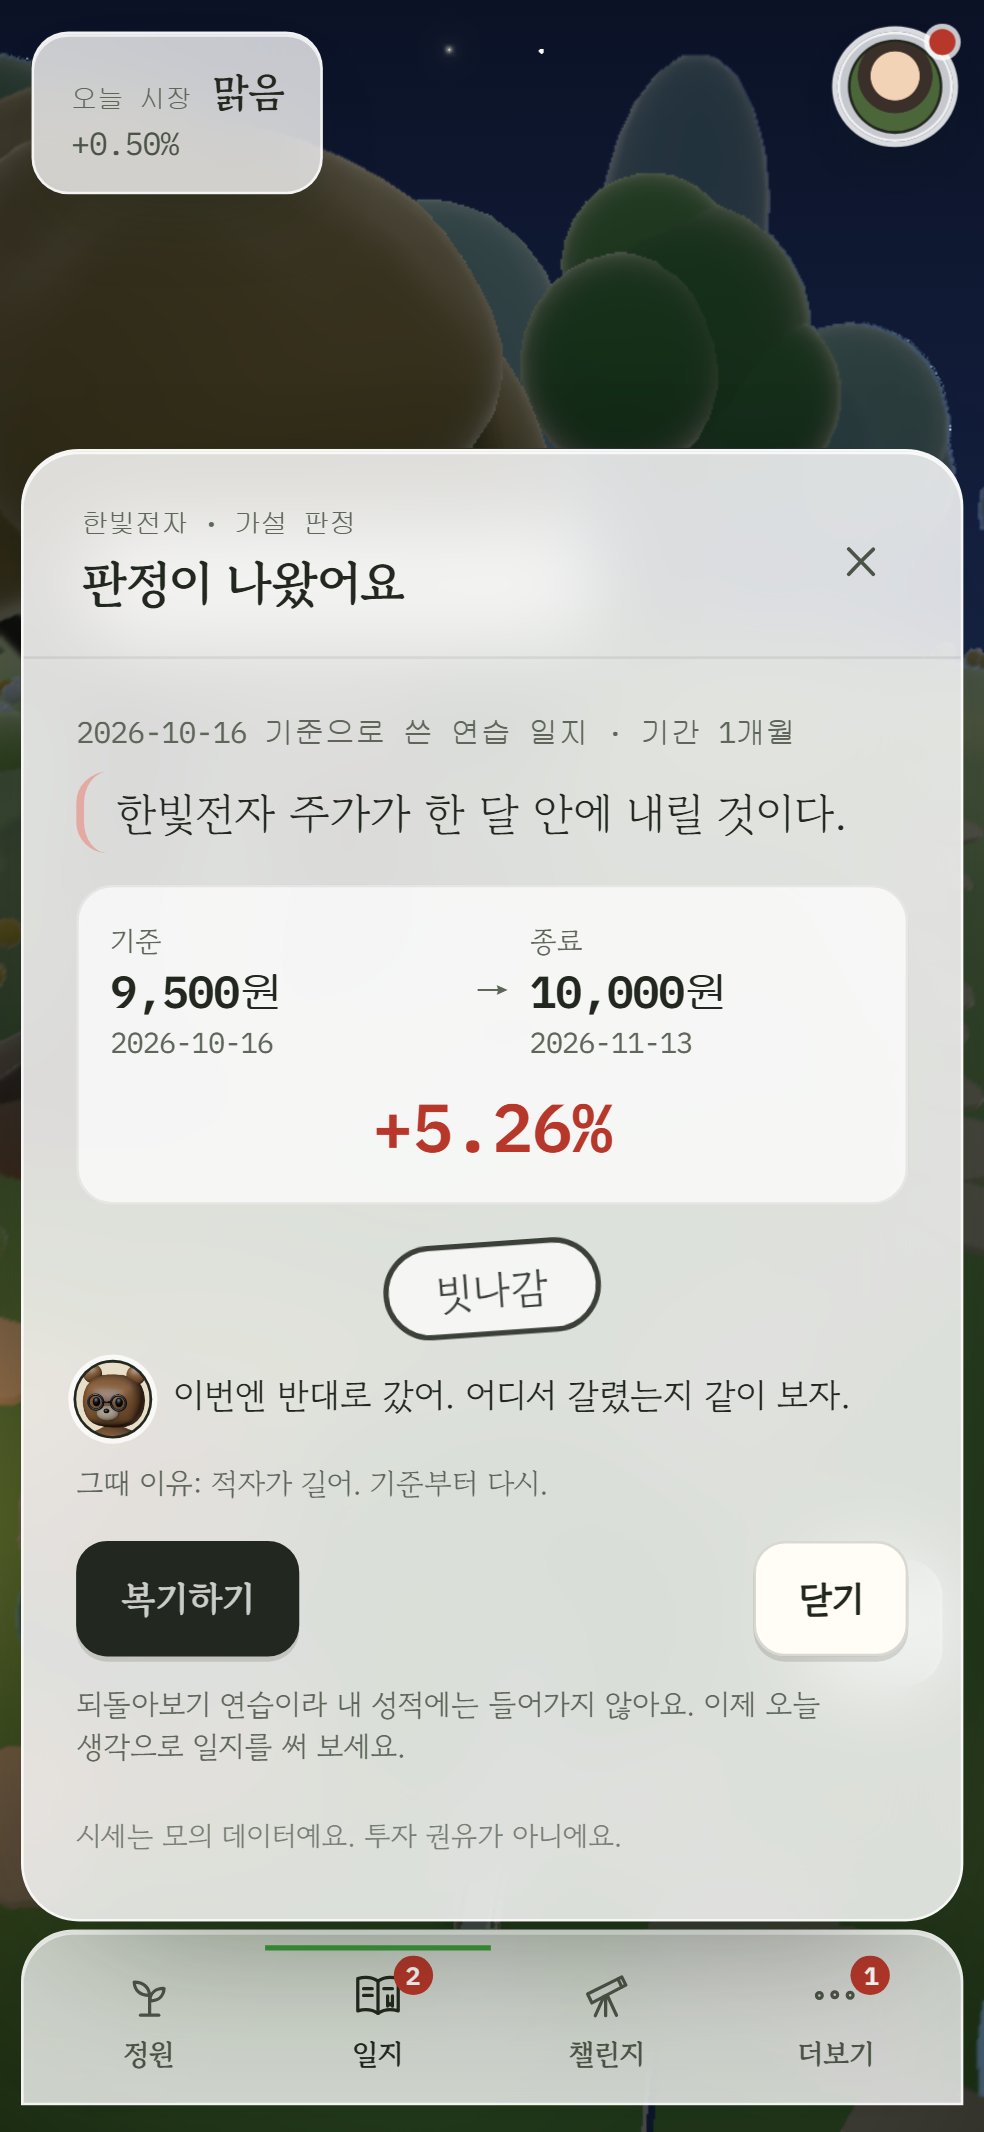 오늘 시장 맑음
+0.50%
한빛전자 · 가설 판정
판정이 나왔어요
2026-10-16 기준으로 쓴 연습 일지 · 기간 1개월
한빛전자 주가가 한 달 안에 내릴 것이다.
기준
9,500원
2026-10-16
→
종료
10,000원
2026-11-13
+5.26%
빗나감
이번엔 반대로 갔어. 어디서 갈렸는지 같이 보자.
그때 이유: 적자가 길어. 기준부터 다시.
복기하기
닫기
되돌아보기 연습이라 내 성적에는 들어가지 않아요. 이제 오늘
생각으로 일지를 써 보세요.
시세는 모의 데이터예요. 투자 권유가 아니에요.
정원
2
일지
챌린지
1
더보기